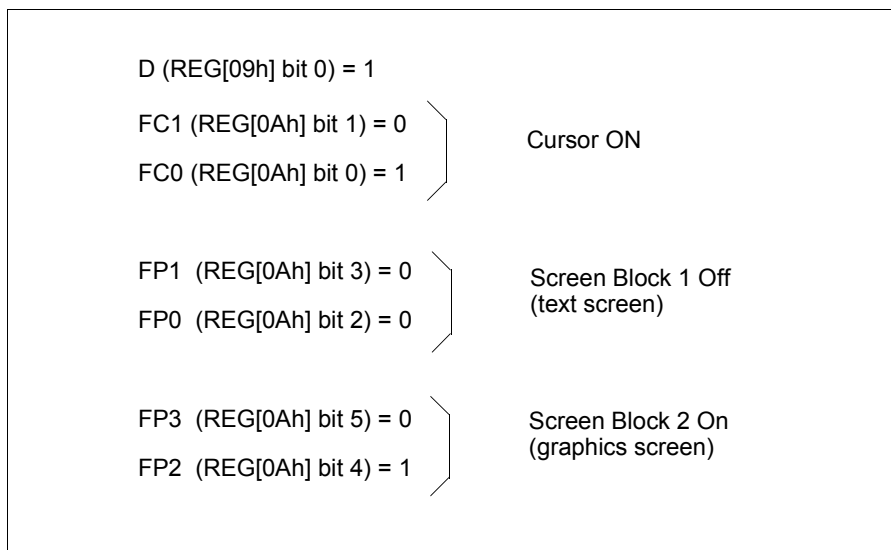 D (REG[09h] bit 0) = 1
FC1 (REG[0Ah] bit 1) = 0
FC0 (REG[0Ah] bit 0) = 1
Cursor ON
FP1 (REG[0Ah] bit 3) = 0
FP0 (REG[0Ah] bit 2) = 0
Screen Block 1 Off
(text screen)
FP3 (REG[0Ah] bit 5) = 0
FP2 (REG[0Ah] bit 4) = 1
Screen Block 2 On
(graphics screen)